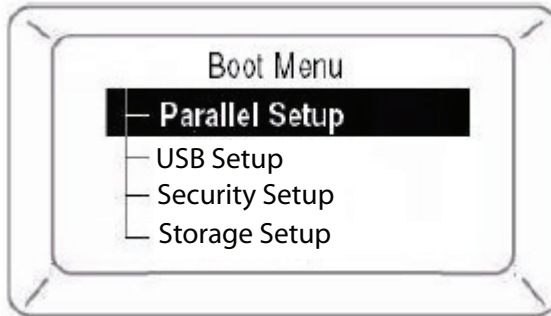 Boot Menu
Parallel Setup
USB Setup
Security Setup
Storage Setup